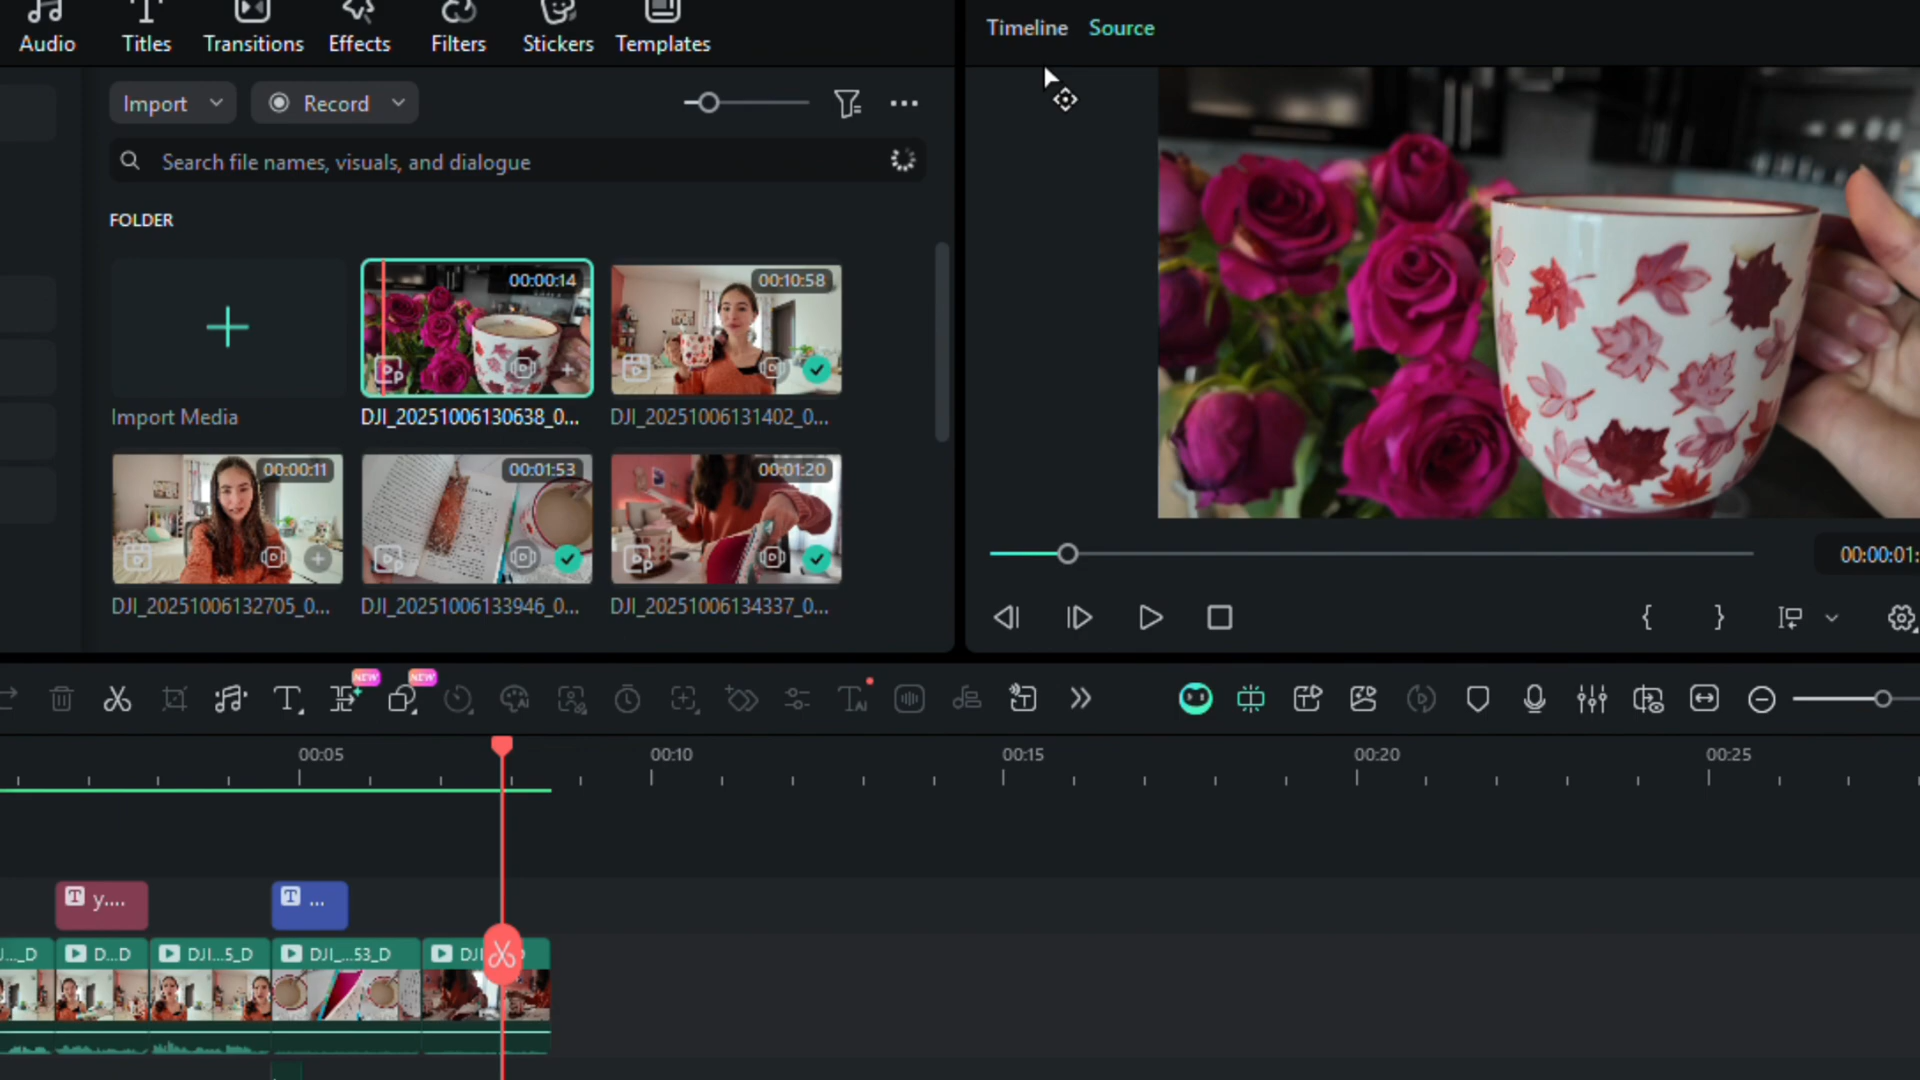 Audio
Titles
Transitions
Effects
Filters
Stickers
Templates
Timeline
Source
Import
Record
Search file names, visuals, and dialogue
FOLDER
00:00:14
00:10:58
Import Media
DJI_20251006130638_0...
DJI_20251006131402_0...
00:00:11
00:01:53
00:01:20
DJI_20251006132705_0...
DJI_20251006133946_0...
DJI_20251006134337_0...
00:00:01:
NEW
NEW
00:05
00:10
00:15
00:20
00:25
T y....
T ...
..._D
D...D
DJI...5_D
DJI_...53_D
DJI